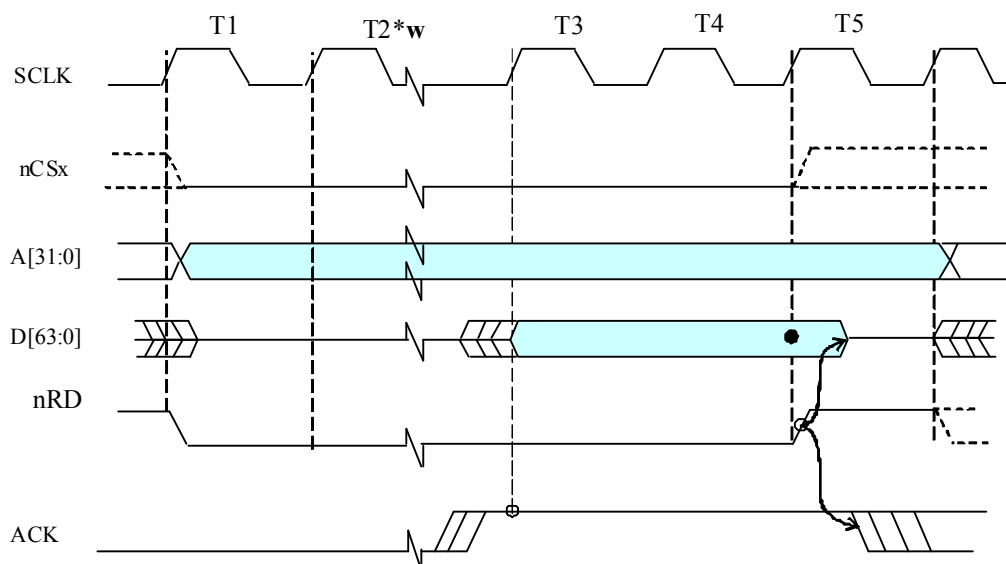 T1 T2*w T3 T4 T5
SCLK
nCSx
A[31:0]
D[63:0]
nRD
ACK